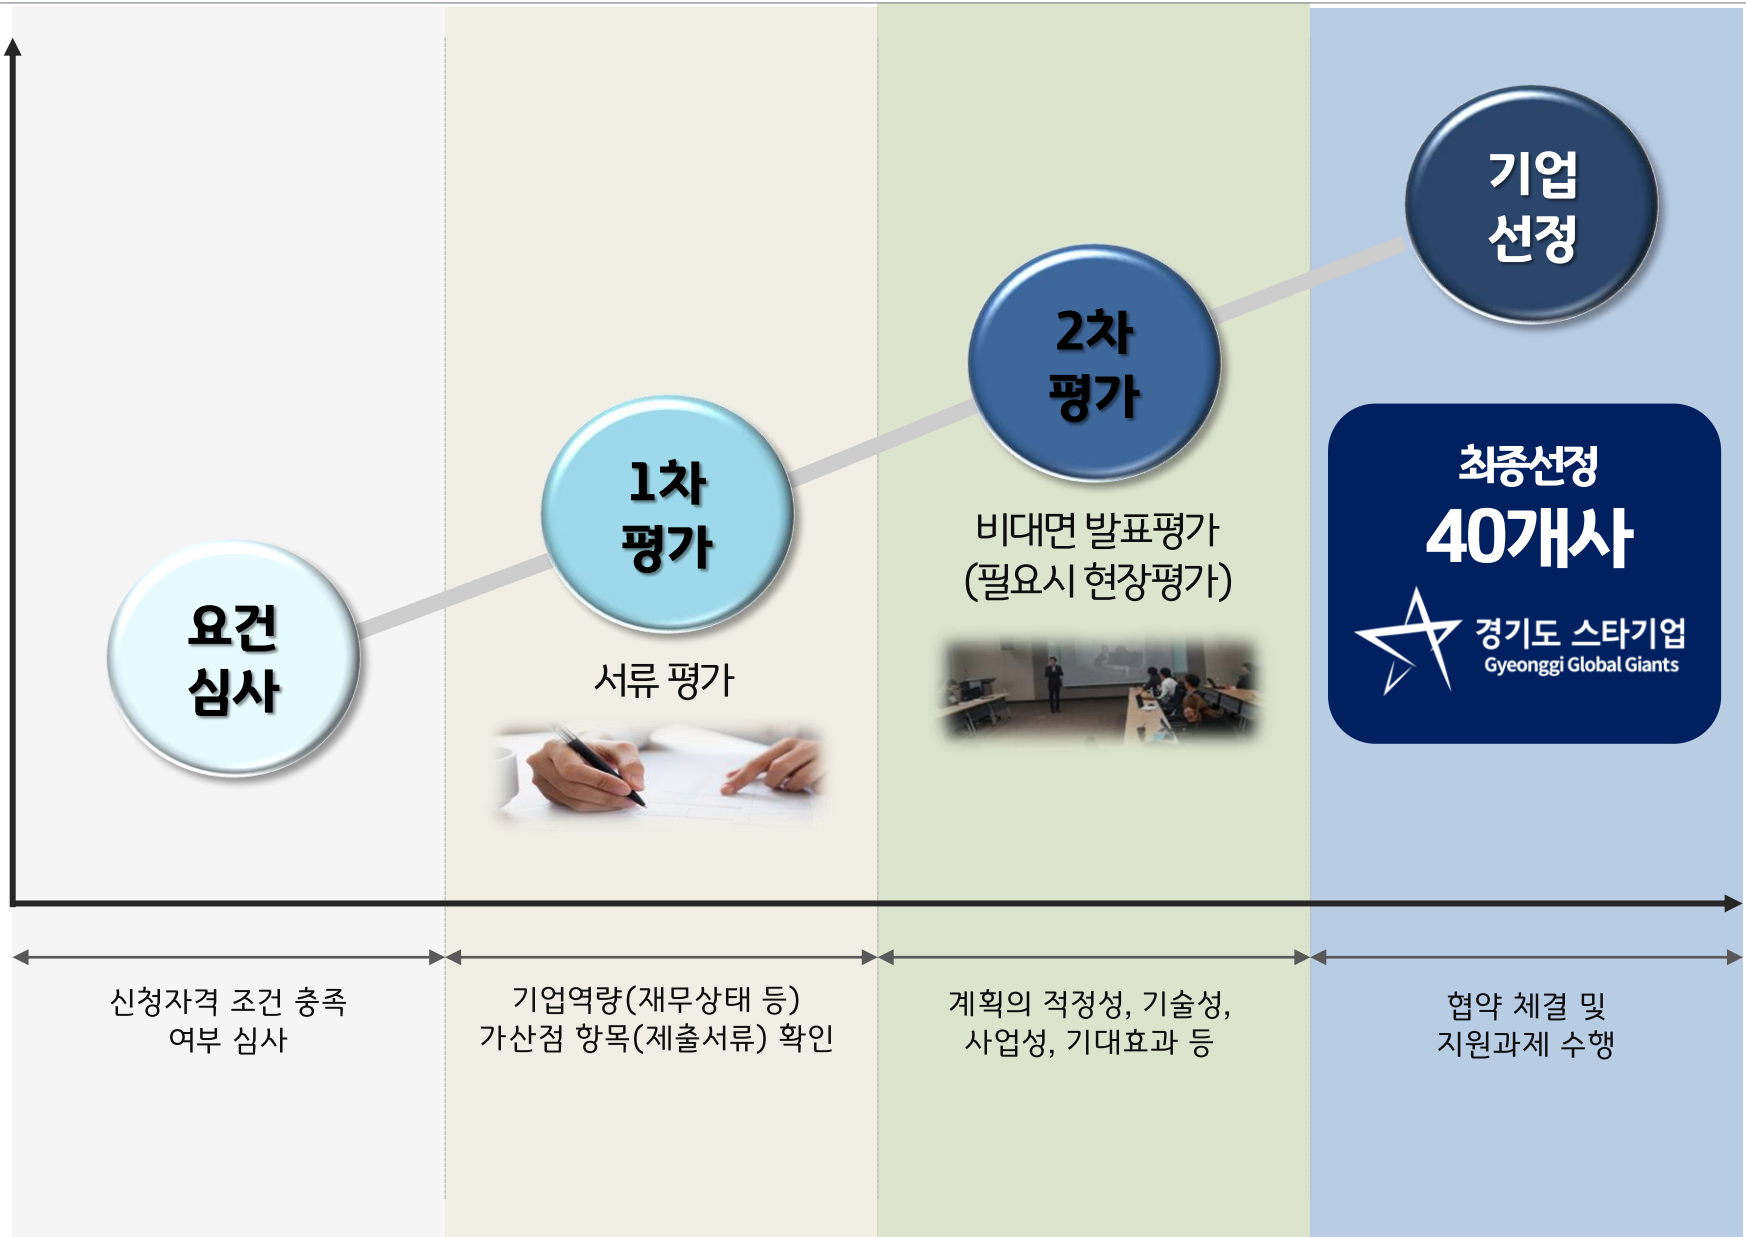 요건
심사
1차
평가
서류 평가
2차
평가
비대면 발표평가
(필요시 현장평가)
기업
선정
최종선정
40개사
경기도 스타기업
Gyeonggi Global Giants
신청자격 조건 충족
여부 심사
기업역량(재무상태 등)
가산점 항목(제출서류) 확인
계획의 적정성, 기술성,
사업성, 기대효과 등
협약 체결 및
지원과제 수행